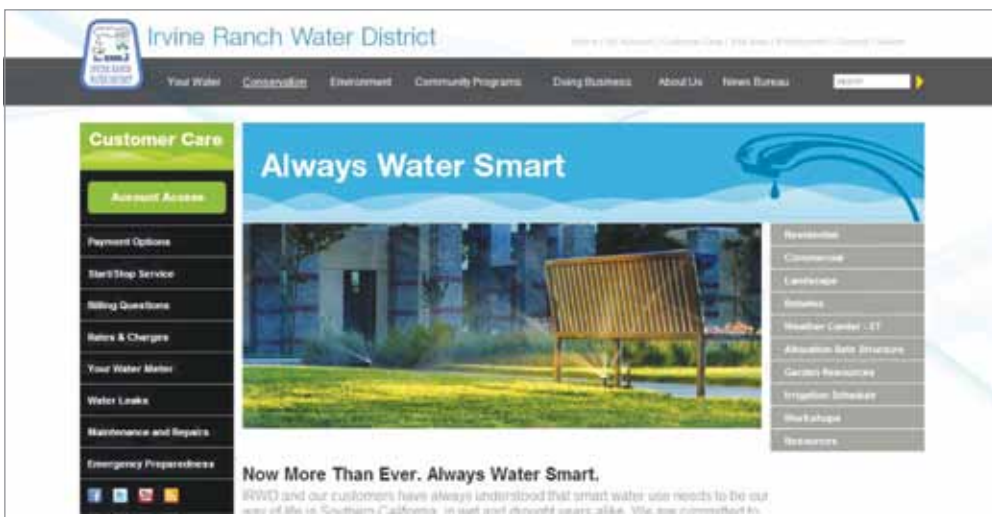 Irvine Ranch Water District
Your Water Conservation Environment Community Programs Doing Business About Us News Bureau
Customer Care
Always Water Smart
Account Access
Payment Options
Start/Stop Service
Billing Questions
Rates & Charges
Your Water Meter
Water Leaks
Maintenance and Repairs
Emergency Preparedness
Residential
Commercial
Landscape
Rebates
Weather Center - ET
Allocation Rate Structure
Garden Resources
Irrigation Schedule
Workshops
Resources
Now More Than Ever. Always Water Smart.
IRWD and our customers have always understood that smart water use needs to be our
way of life in Southern California, in wet and drought years alike. We are committed to